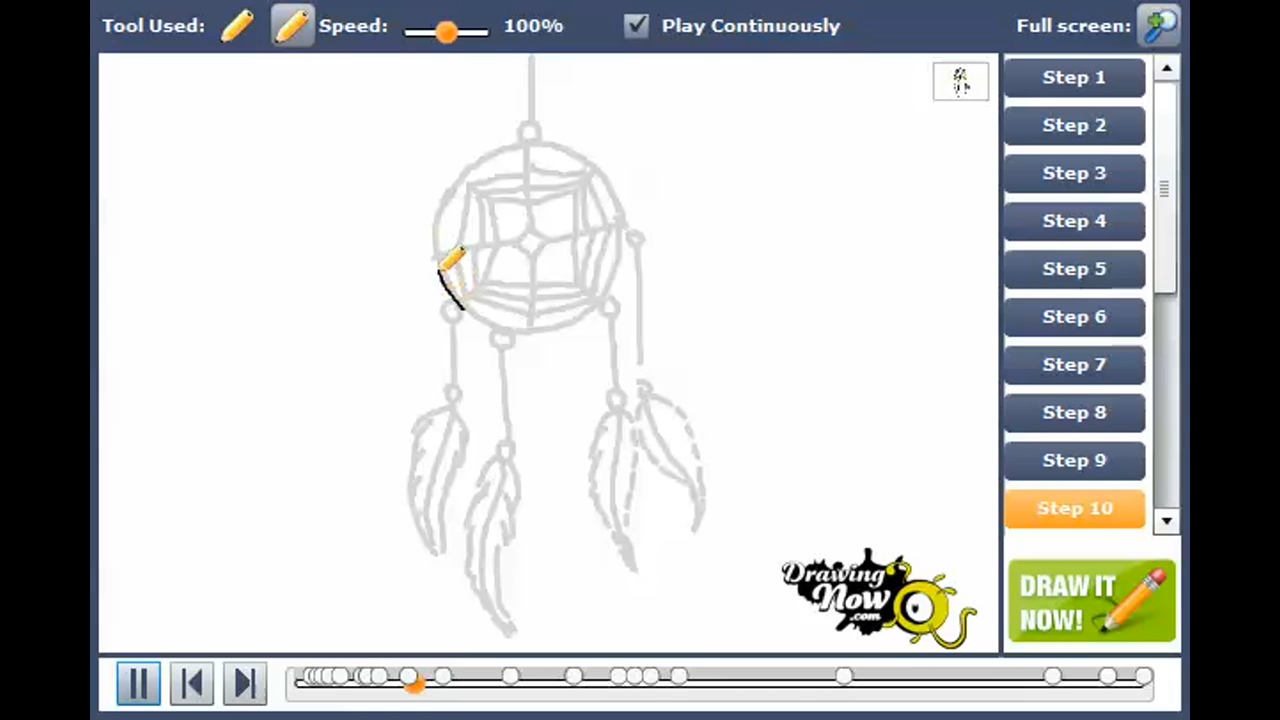 Tool Used:
Speed:
100%
Play Continuously
Full screen:
Step 1
Step 2
Step 3
Step 4
Step 5
Step 6
Step 7
Step 8
Step 9
Step 10
Drawing
Now
.com
DRAW IT
NOW!